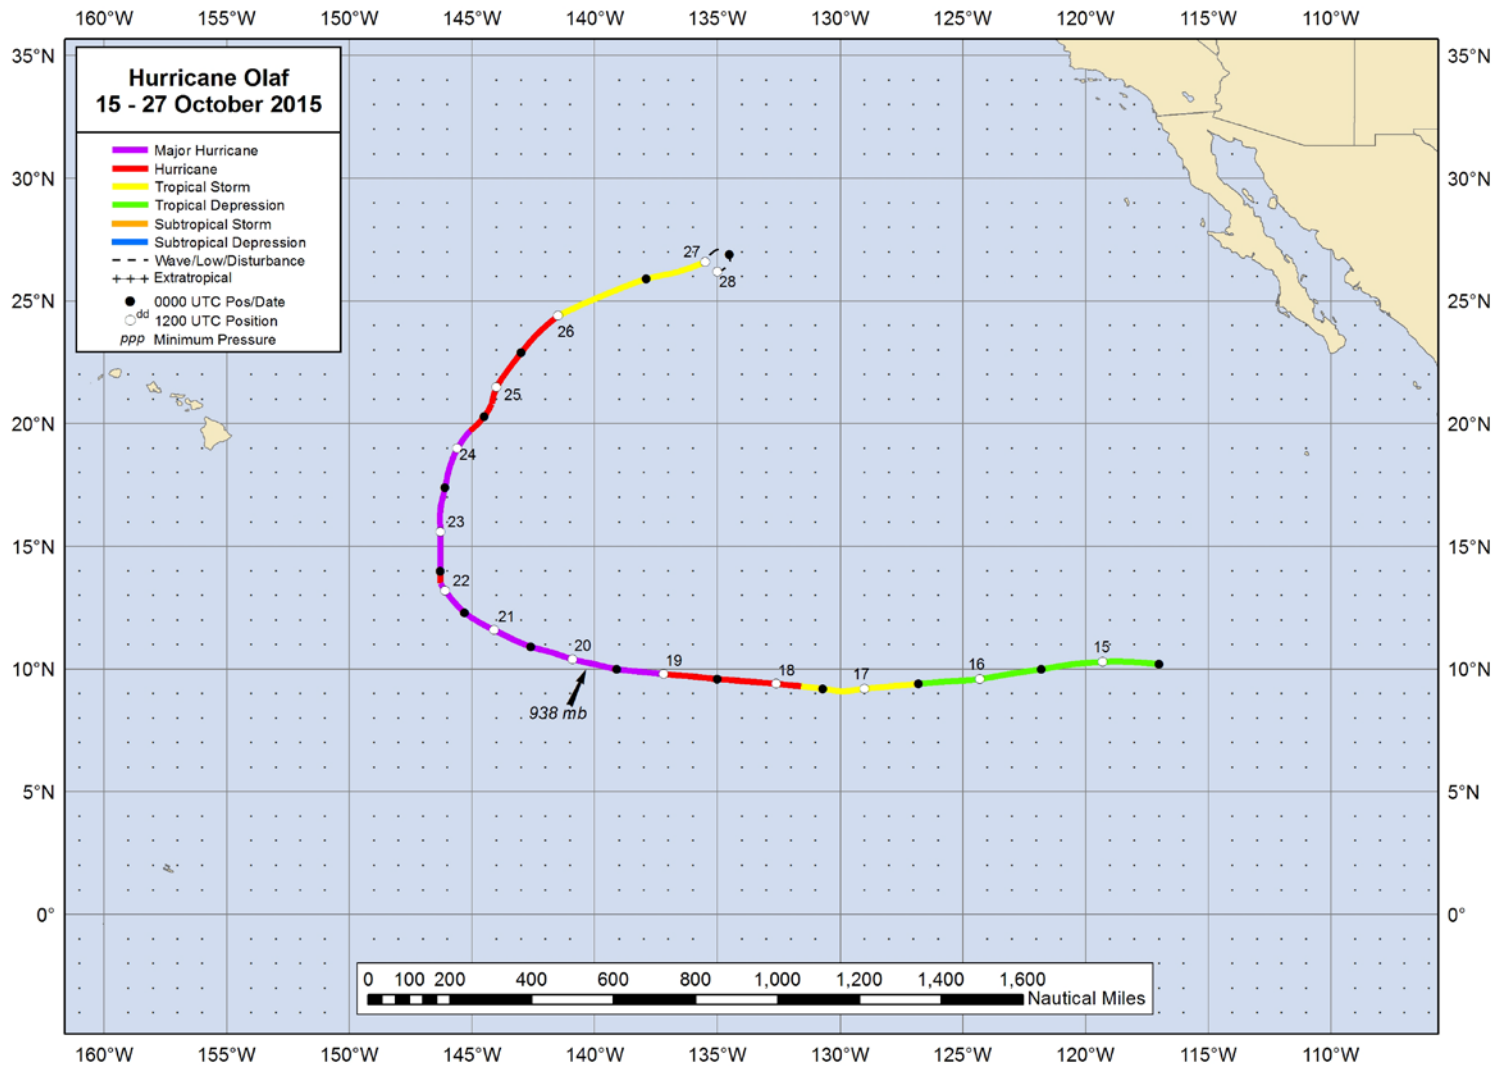 160°W 155°W 150°W 145°W 140°W 135°W 130°W 125°W 120°W 115°W 110°W
35°N 35°N
Hurricane Olaf
15 - 27 October 2015
Major Hurricane
Hurricane
Tropical Storm
Tropical Depression
Subtropical Storm
Subtropical Depression
Wave/Low/Disturbance
Extratropical
0000 UTC Pos/Date
dd 1200 UTC Position
ppp Minimum Pressure
30°N 30°N
27
28
25°N 25°N
26
25
20°N 20°N
24
23
15°N 15°N
22
21
20
19
18
17
16
15
10°N 10°N
938 mb
5°N 5°N
0° 0°
0 100 200 400 600 800 1,000 1,200 1,400 1,600
Nautical Miles
160°W 155°W 150°W 145°W 140°W 135°W 130°W 125°W 120°W 115°W 110°W